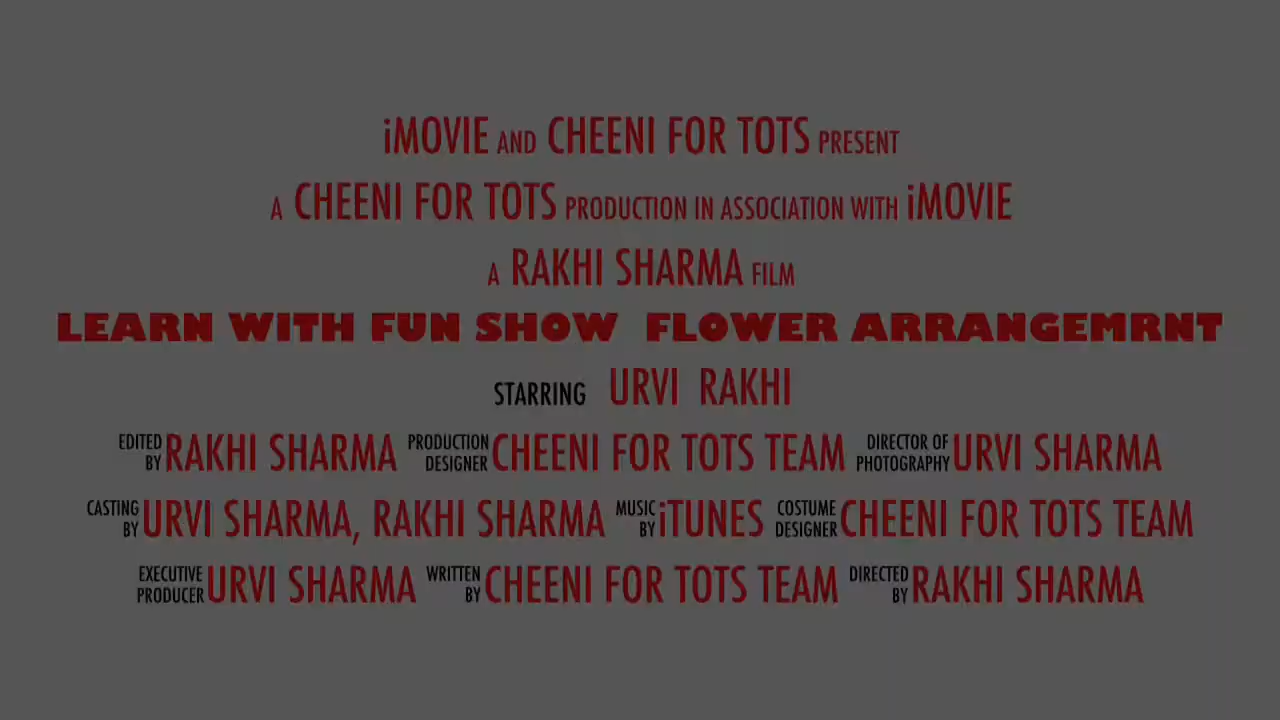 iMOVIE AND CHEENI FOR TOTS PRESENT
A CHEENI FOR TOTS PRODUCTION IN ASSOCIATION WITH iMOVIE
A RAKHI SHARMA FILM
LEARN WITH FUN SHOW FLOWER ARRANGEMRNT
STARRING URVI RAKHI
EDITED BY RAKHI SHARMA PRODUCTION DESIGNER CHEENI FOR TOTS TEAM DIRECTOR OF PHOTOGRAPHY URVI SHARMA
CASTING BY URVI SHARMA, RAKHI SHARMA MUSIC BY iTUNES COSTUME DESIGNER CHEENI FOR TOTS TEAM
EXECUTIVE PRODUCER URVI SHARMA WRITTEN BY CHEENI FOR TOTS TEAM DIRECTED BY RAKHI SHARMA